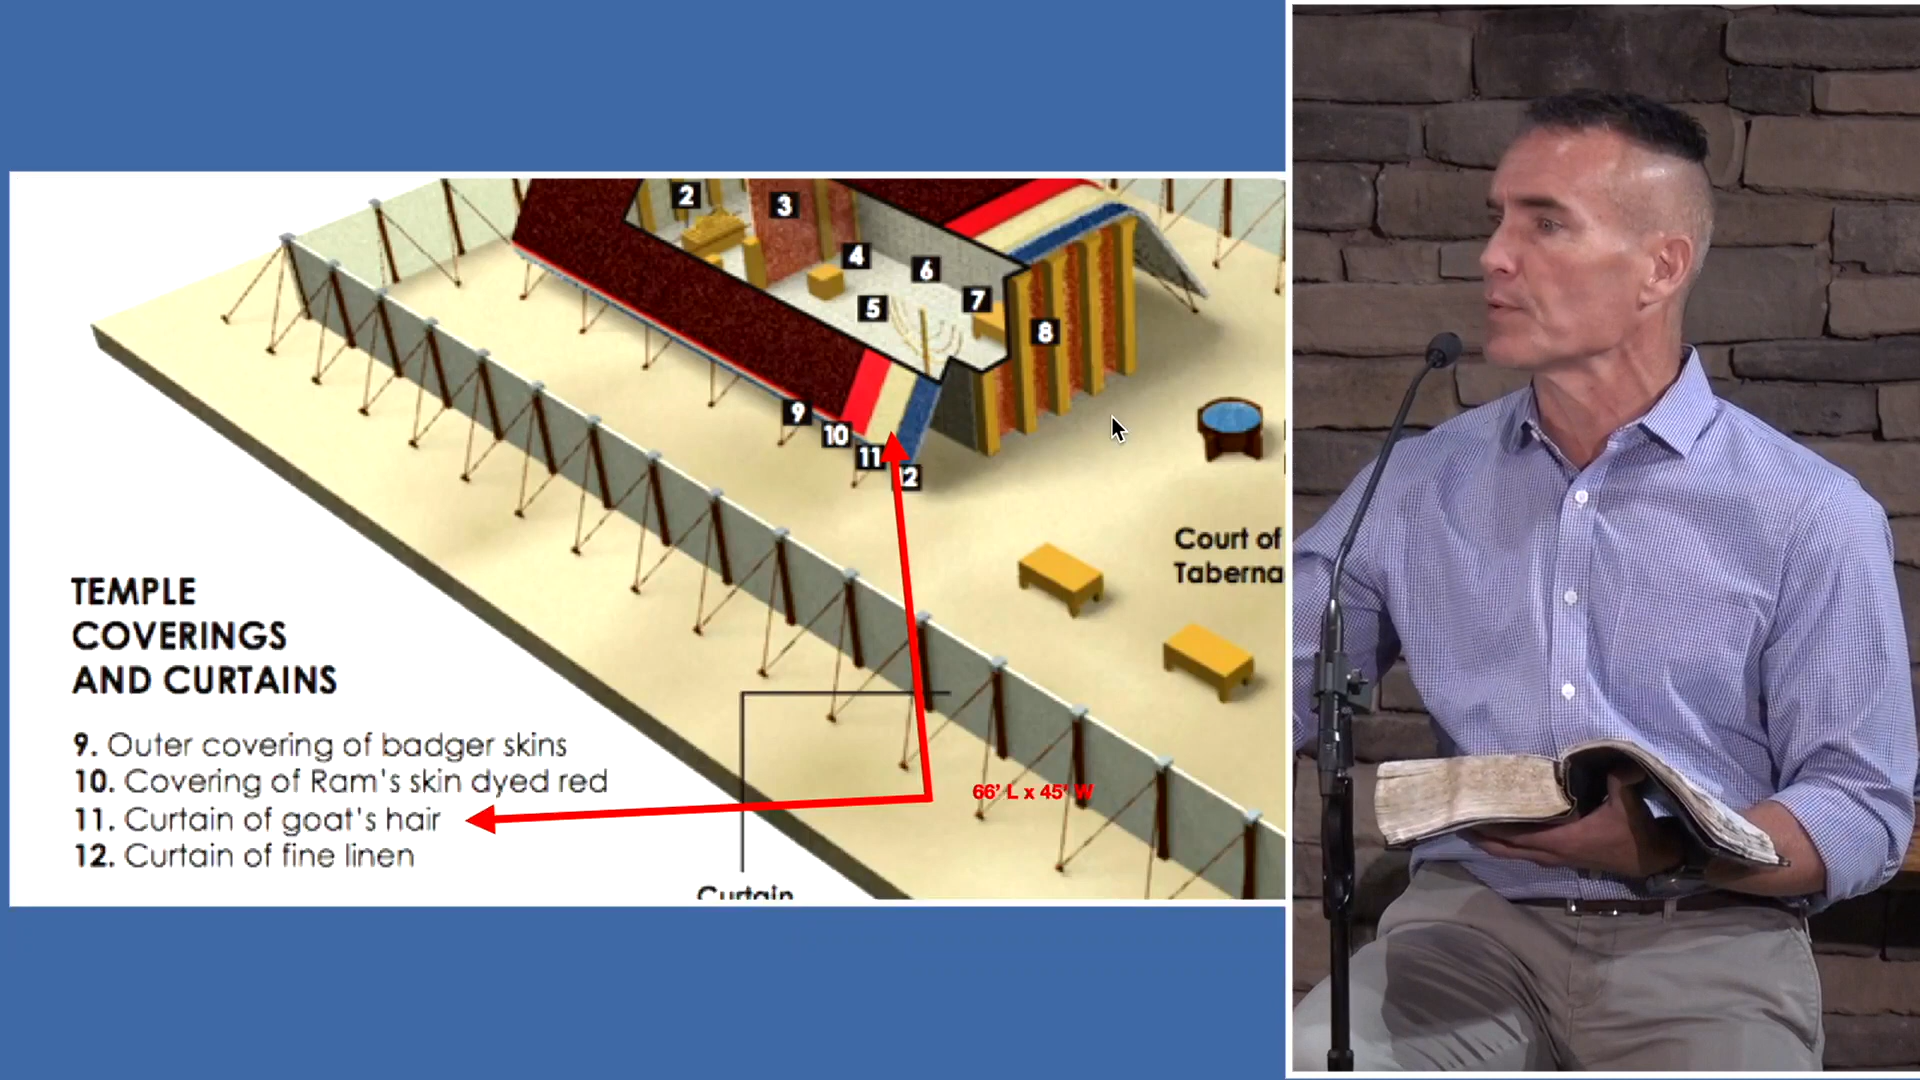 2
3
4
6
5
7
8
9
10
11
12
Court of
Taberna
TEMPLE
COVERINGS
AND CURTAINS
9. Outer covering of badger skins
10. Covering of Ram's skin dyed red
11. Curtain of goat's hair
12. Curtain of fine linen
66' L x 45' W
Curtain